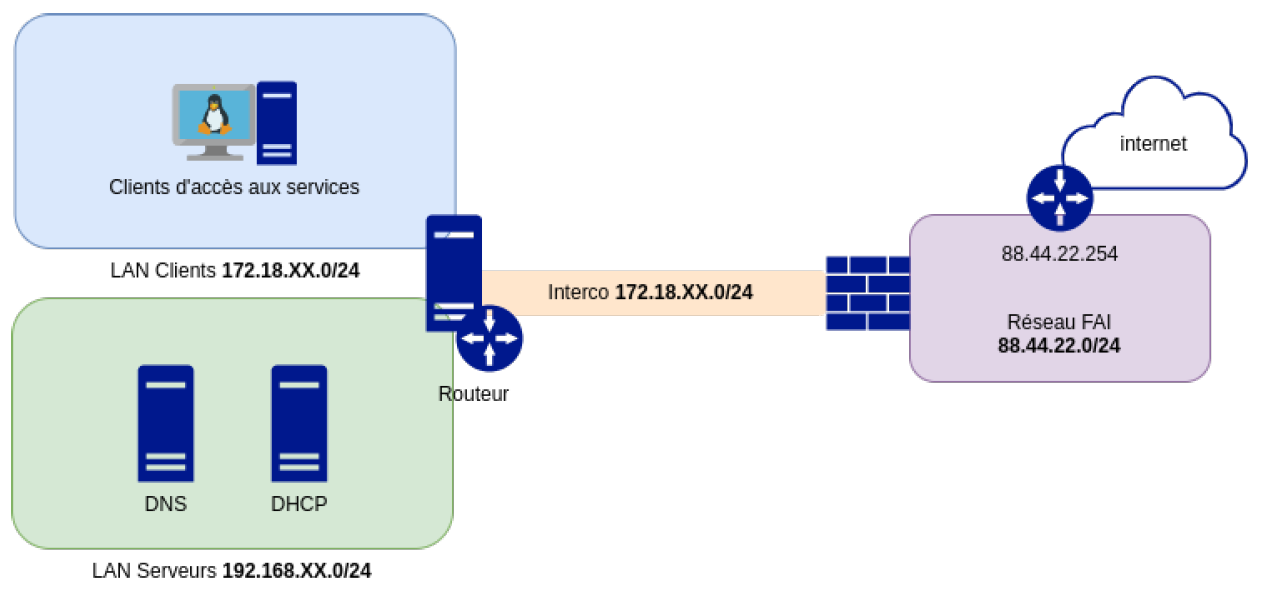 Clients d'accès aux services
LAN Clients 172.18.XX.0/24
Interco 172.18.XX.0/24
internet
88.44.22.254
Réseau FAI
88.44.22.0/24
Routeur
DNS
DHCP
LAN Serveurs 192.168.XX.0/24